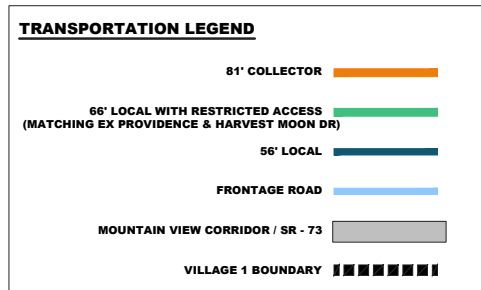 TRANSPORTATION LEGEND
81' COLLECTOR
66' LOCAL WITH RESTRICTED ACCESS
(MATCHING EX PROVIDENCE & HARVEST MOON DR)
56' LOCAL
FRONTAGE ROAD
MOUNTAIN VIEW CORRIDOR / SR - 73
VILLAGE 1 BOUNDARY